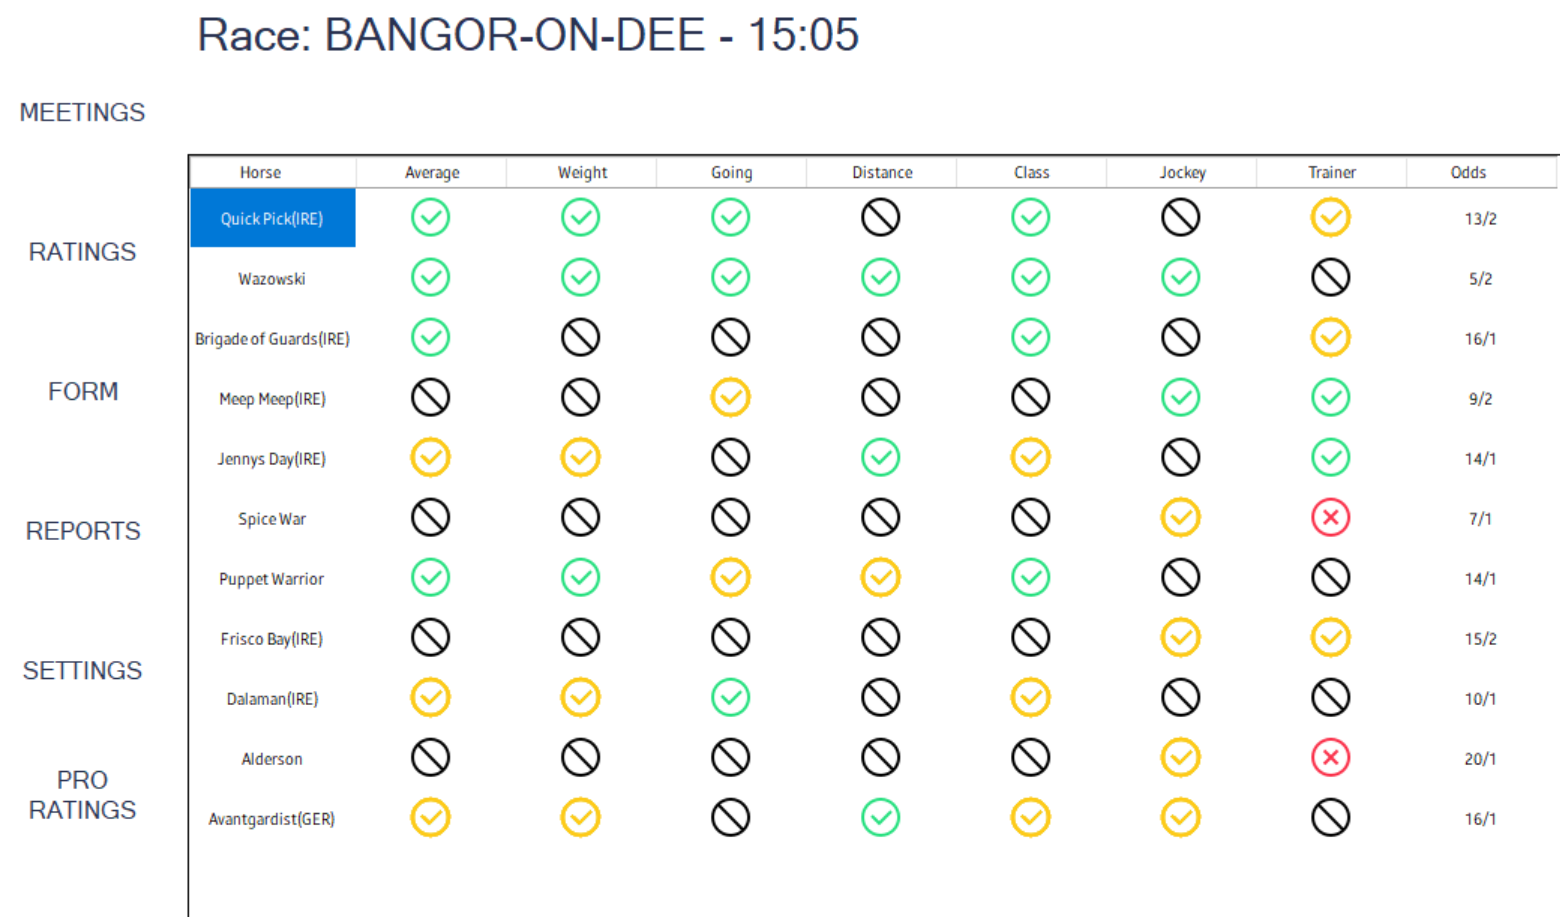 Race: BANGOR-ON-DEE - 15:05
MEETINGS
RATINGS
FORM
REPORTS
SETTINGS
PRO
RATINGS
Horse Average Weight Going Distance Class Jockey Trainer Odds
Quick Pick(IRE) 13/2
Wazowski 5/2
Brigade of Guards(IRE) 16/1
Meep Meep(IRE) 9/2
Jennys Day(IRE) 14/1
Spice War 7/1
Puppet Warrior 14/1
Frisco Bay(IRE) 15/2
Dalaman(IRE) 10/1
Alderson 20/1
Avantgardist(GER) 16/1